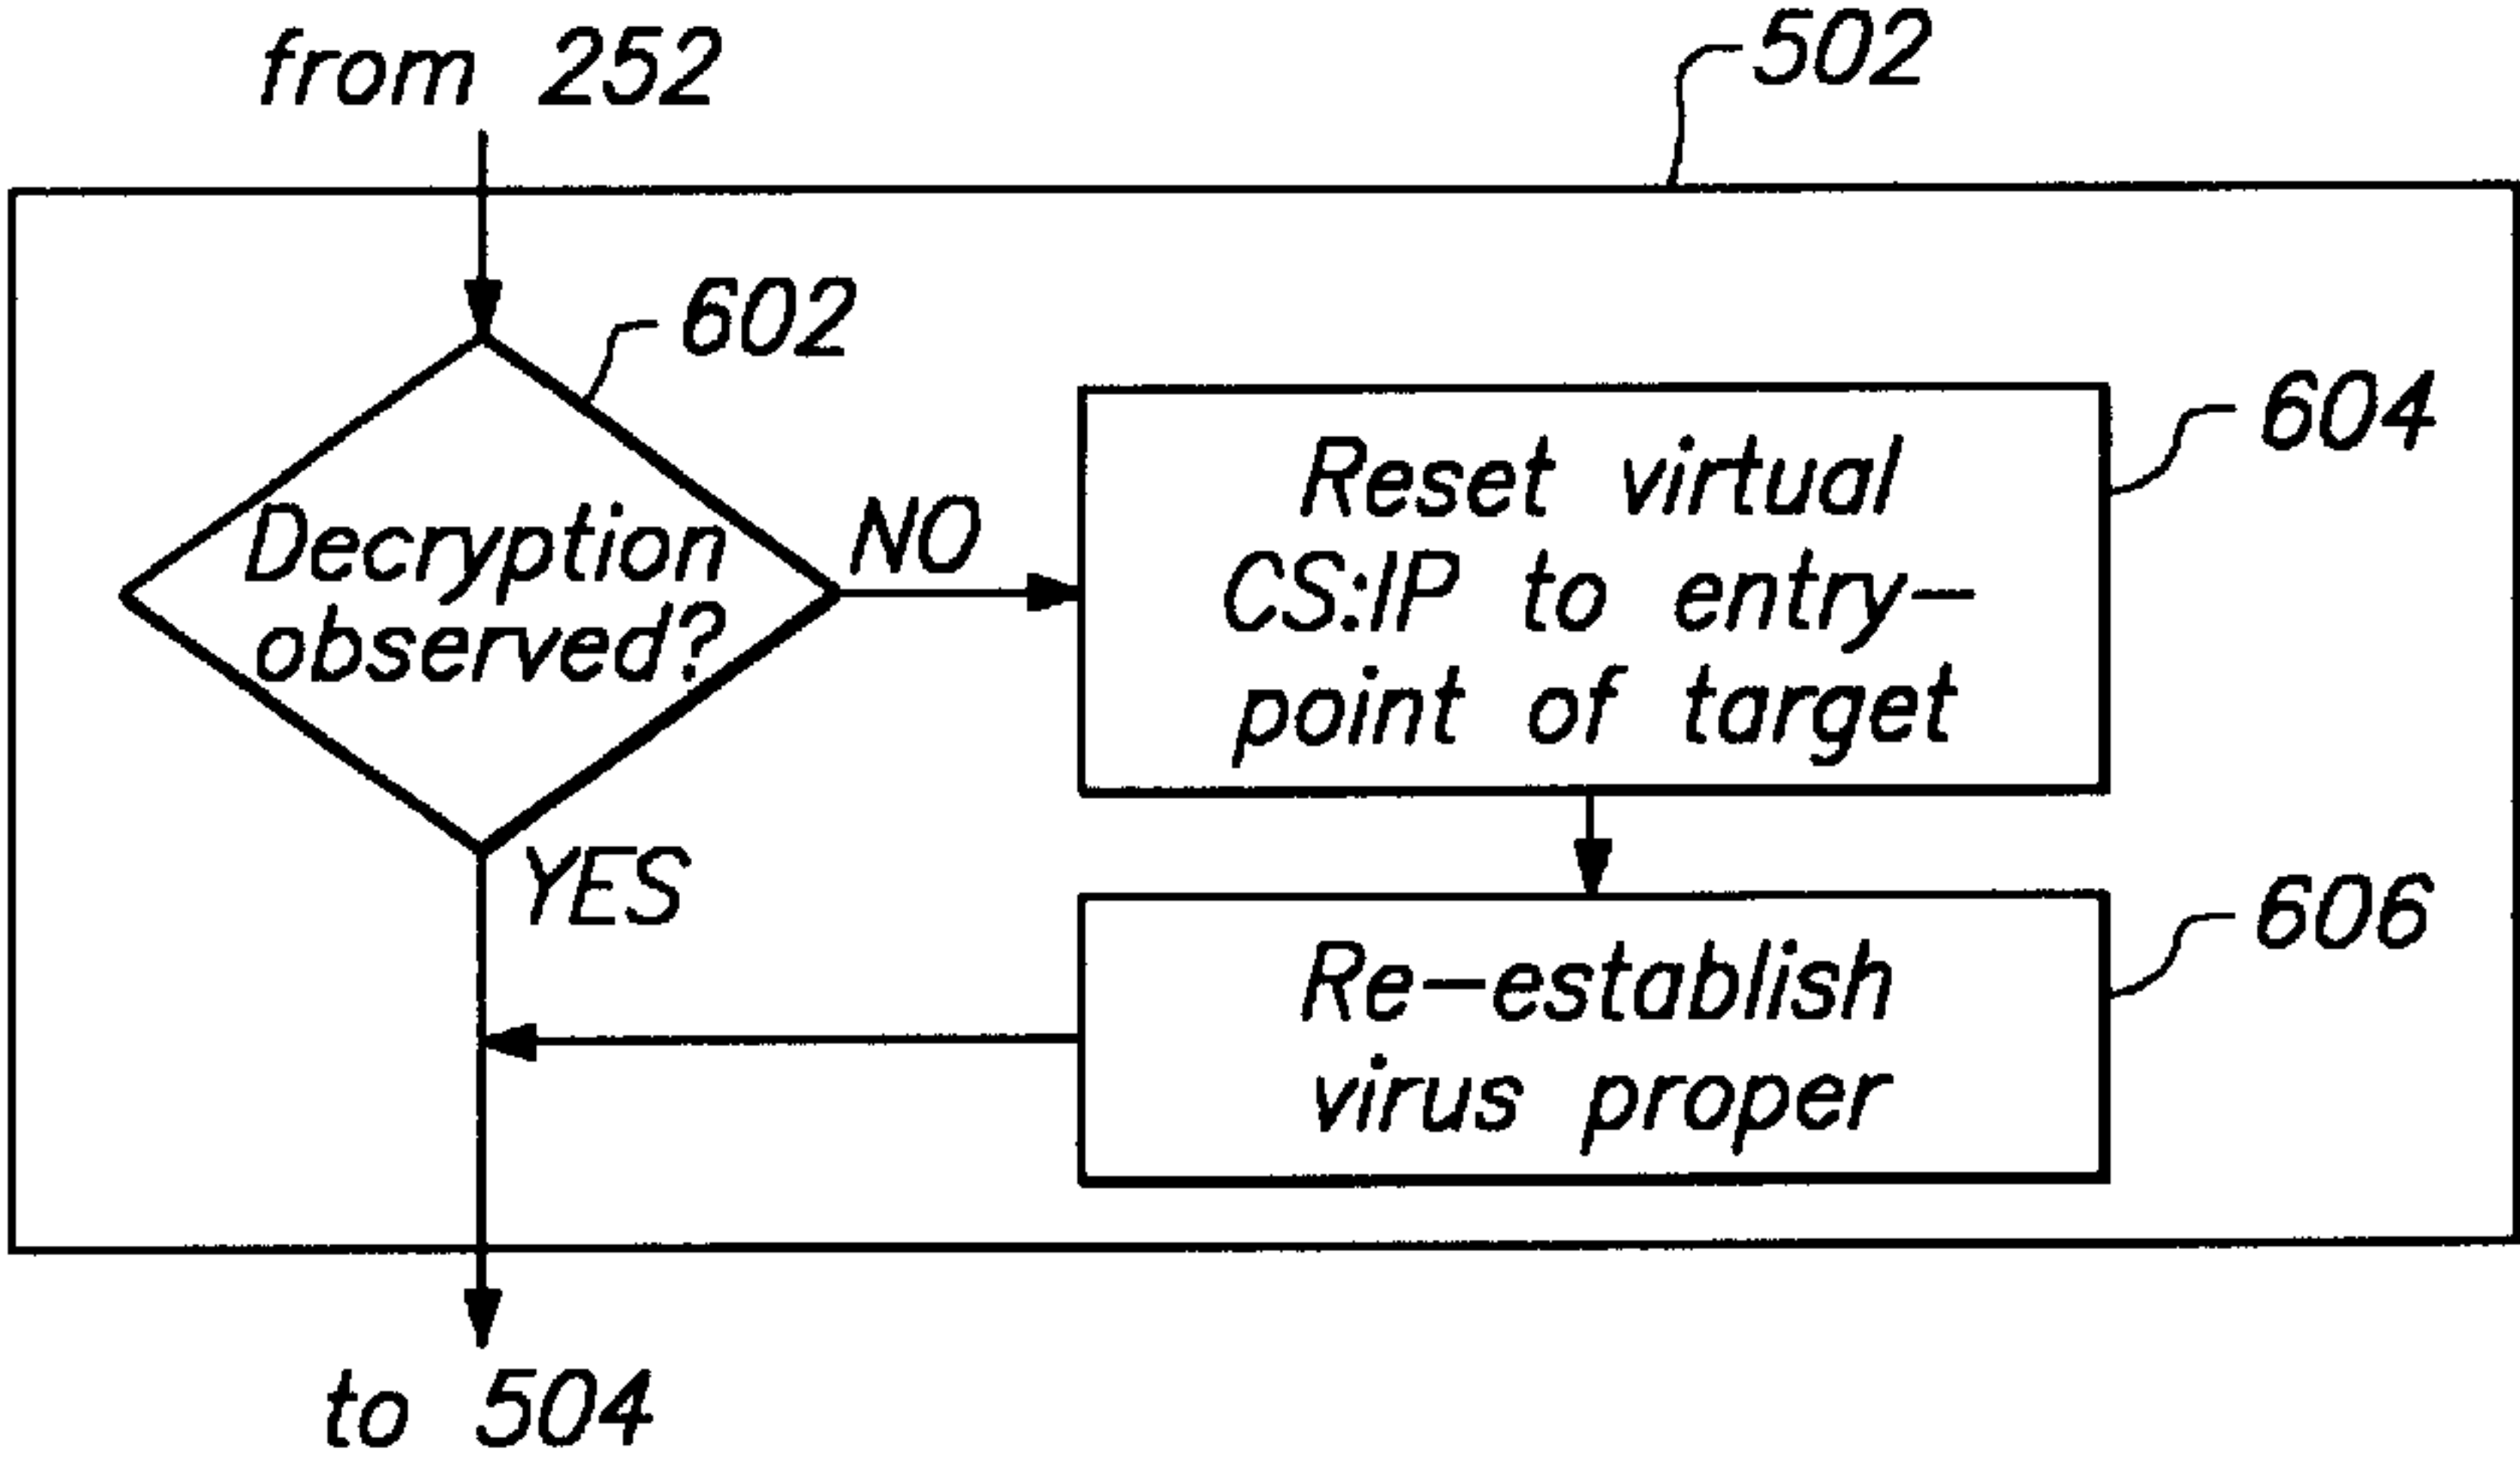 from 252
502
602
Decryption
observed?
NO
YES
604
Reset virtual
CS:IP to entry-
point of target
606
Re-establish
virus proper
to 504